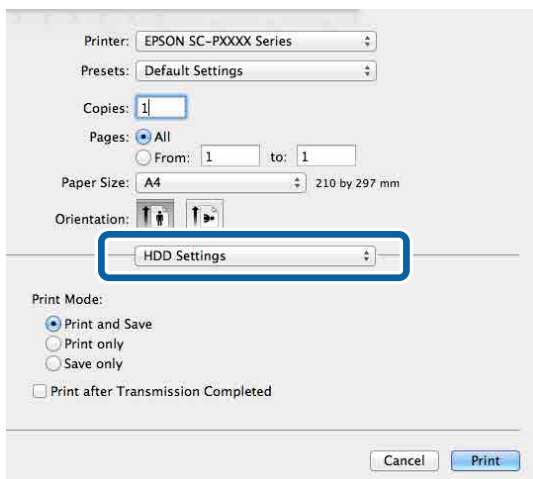 Printer: EPSON SC-PXXXX Series
Presets: Default Settings
Copies: 1
Pages: All
From: 1 to: 1
Paper Size: A4 210 by 297 mm
Orientation:
HDD Settings
Print Mode:
Print and Save
Print only
Save only
Print after Transmission Completed
Cancel Print